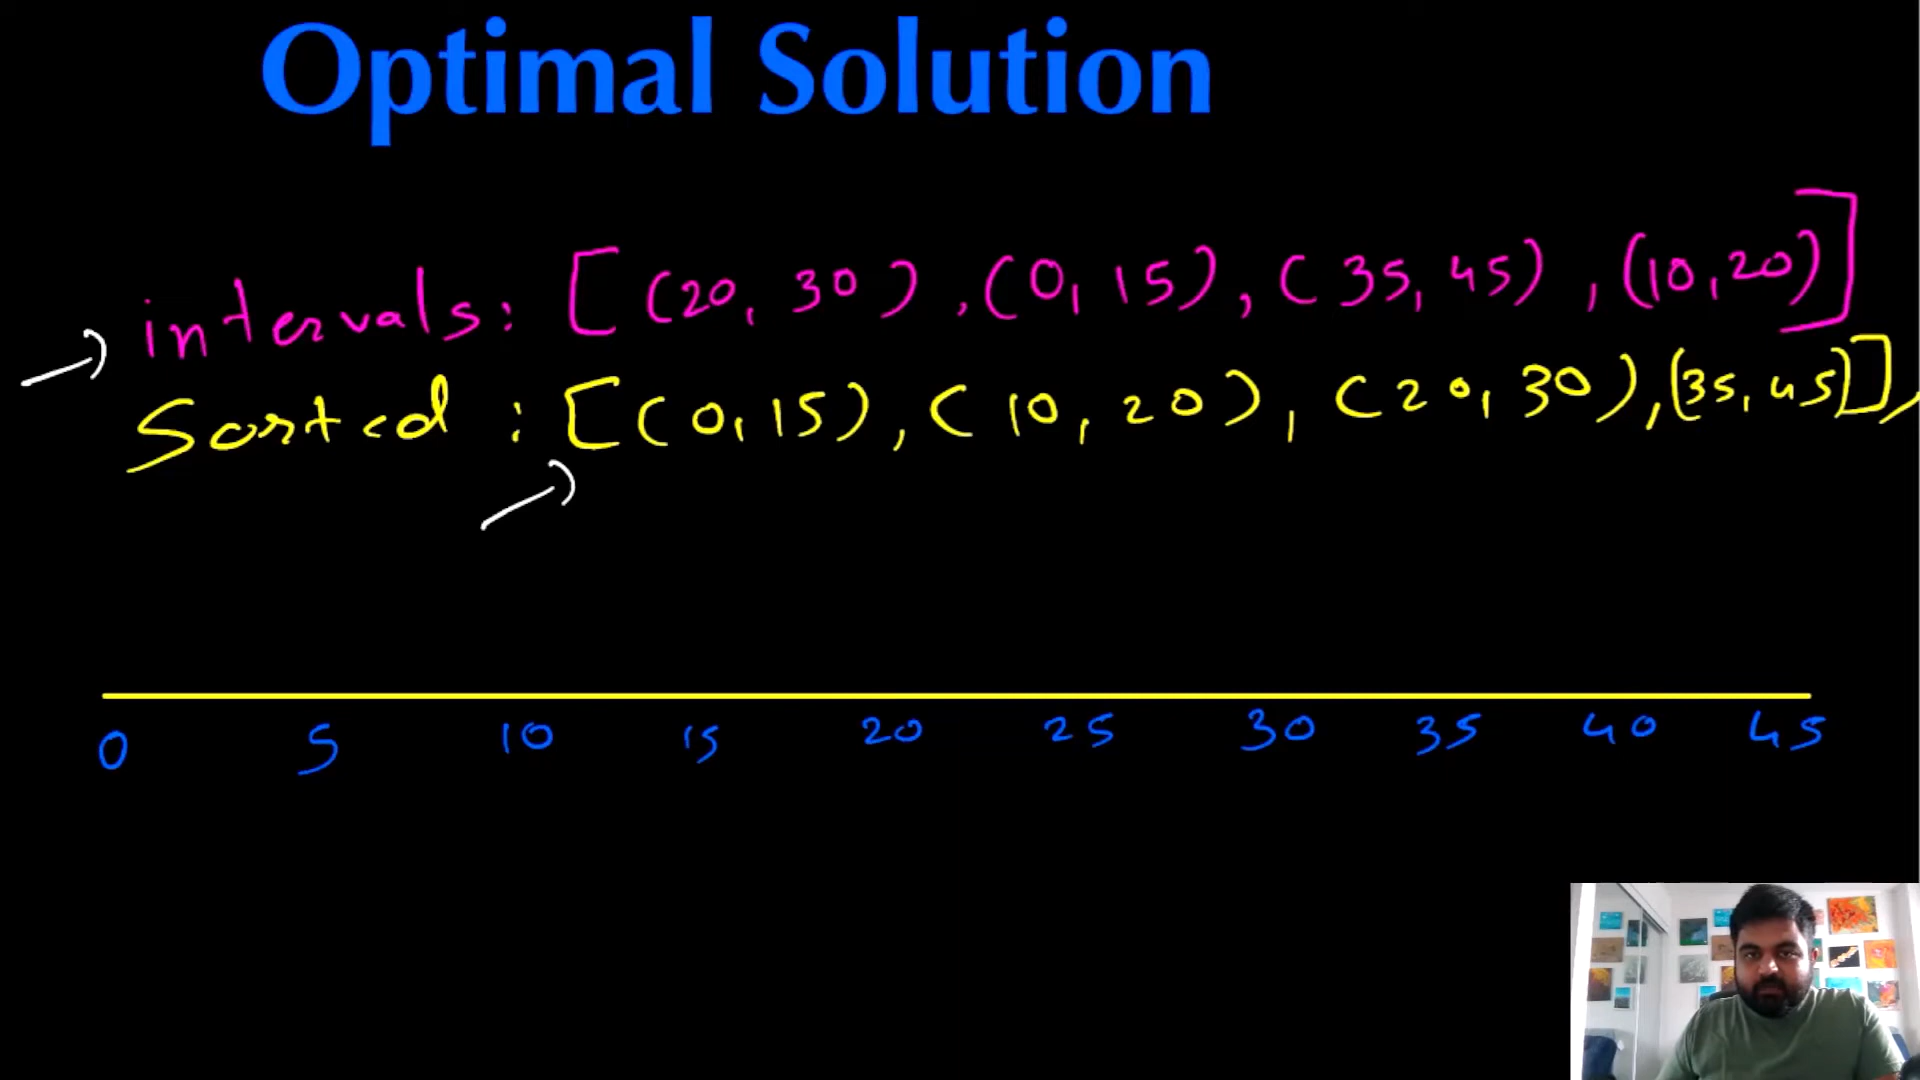 Optimal Solution
intervals: [(20, 30), (0, 15), (35, 45), (10, 20)]
Sorted : [(0, 15), (10, 20), (20, 30), (35, 45)],
0 5 10 15 20 25 30 35 40 45